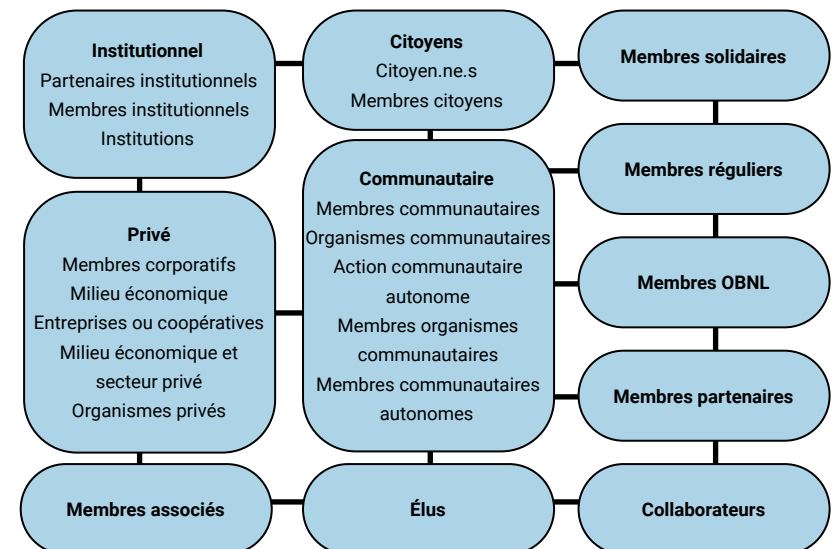 Institutionnel
Partenaires institutionnels
Membres institutionnels
Institutions
Citoyens
Citoyen.ne.s
Membres citoyens
Membres solidaires
Privé
Membres corporatifs
Milieu économique
Entreprises ou coopératives
Milieu économique et
secteur privé
Organismes privés
Communautaire
Membres communautaires
Organismes communautaires
Action communautaire
autonome
Membres organismes
communautaires
Membres communautaires
autonomes
Membres réguliers
Membres OBNL
Membres partenaires
Membres associés
Élus
Collaborateurs